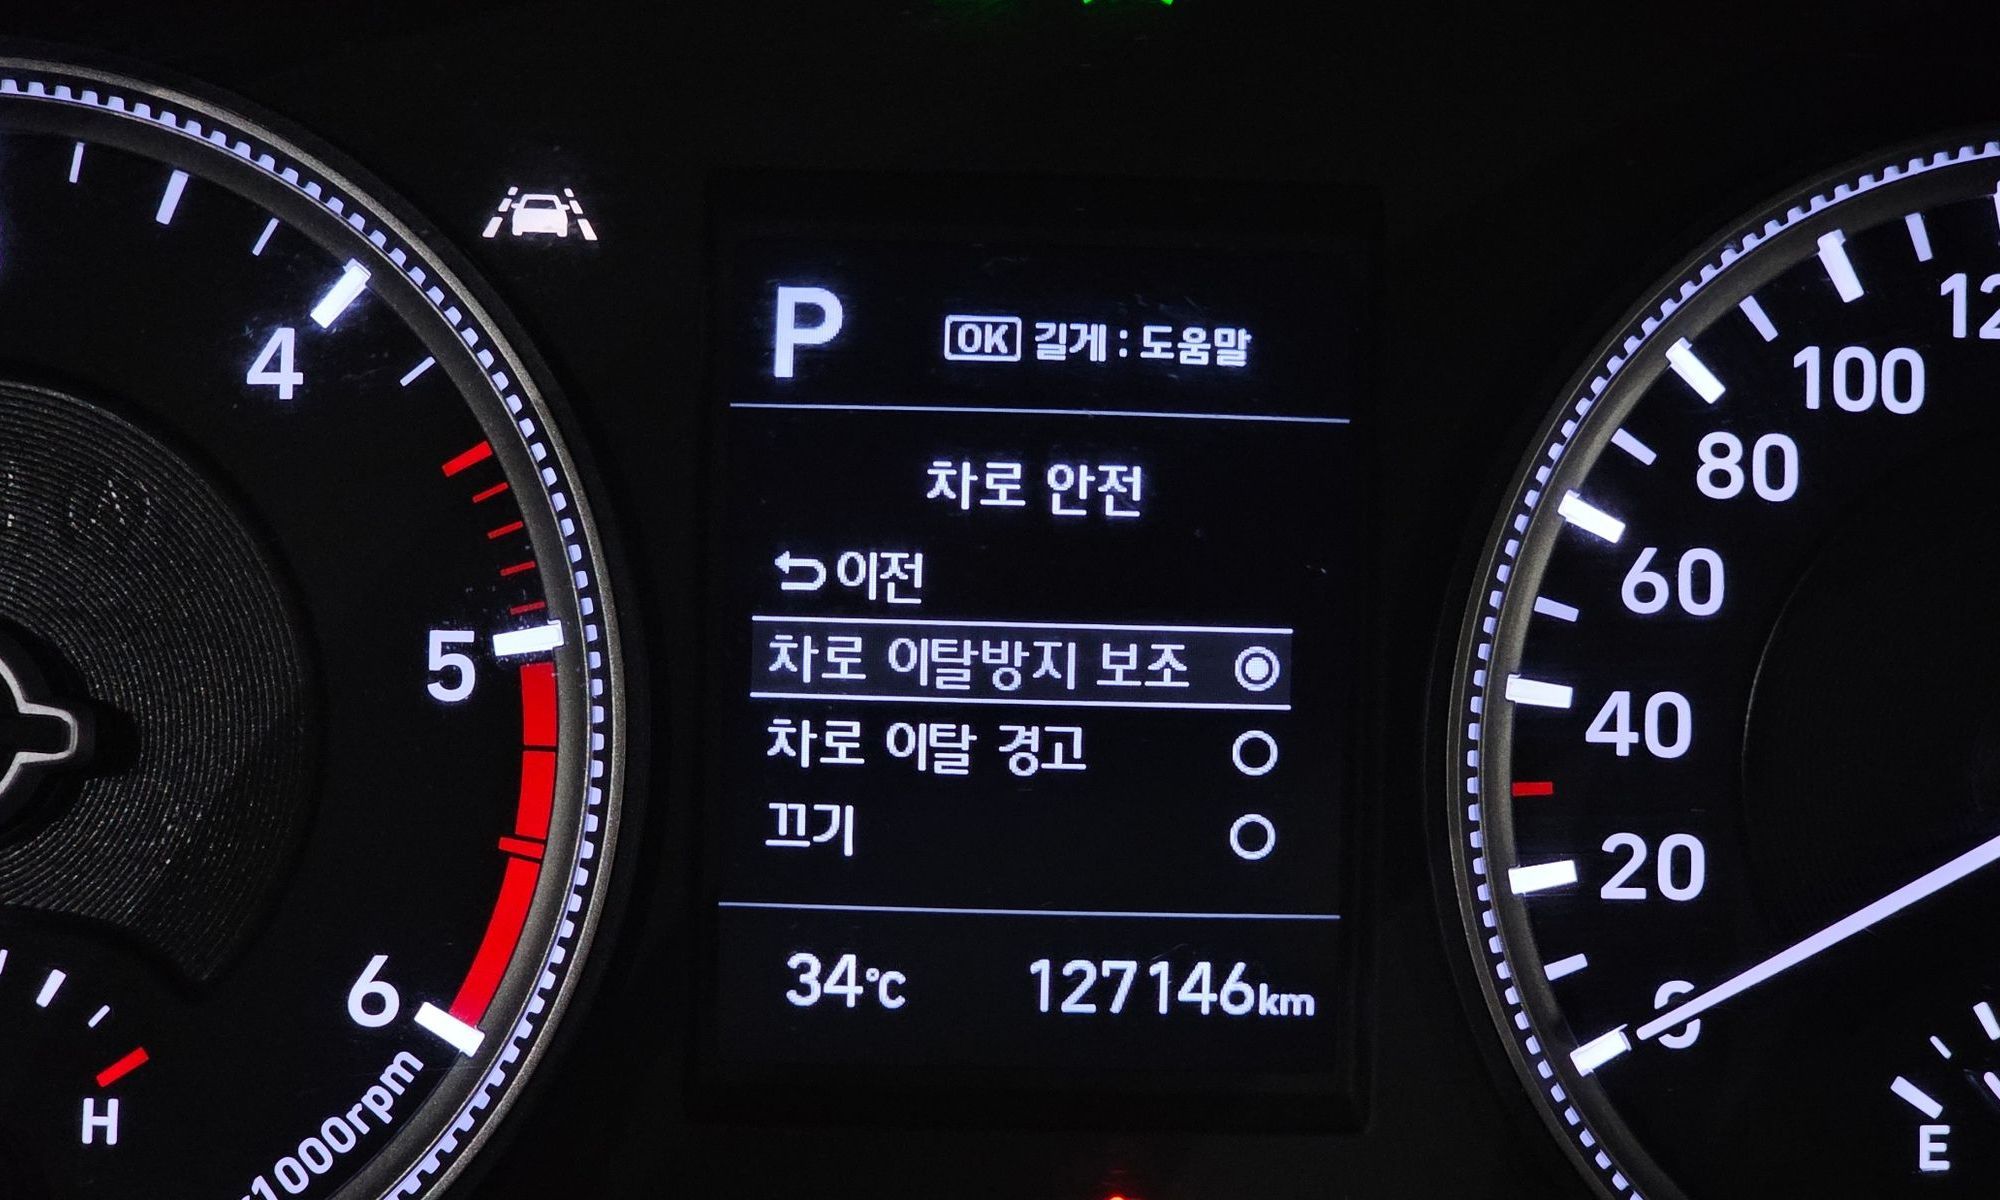 P
OK 길게 : 도움말
차로 안전
이전
차로 이탈방지 보조
차로 이탈 경고
끄기
34℃ 127146km
4
5
6
1000rpm
H
100
80
60
40
20
0
E